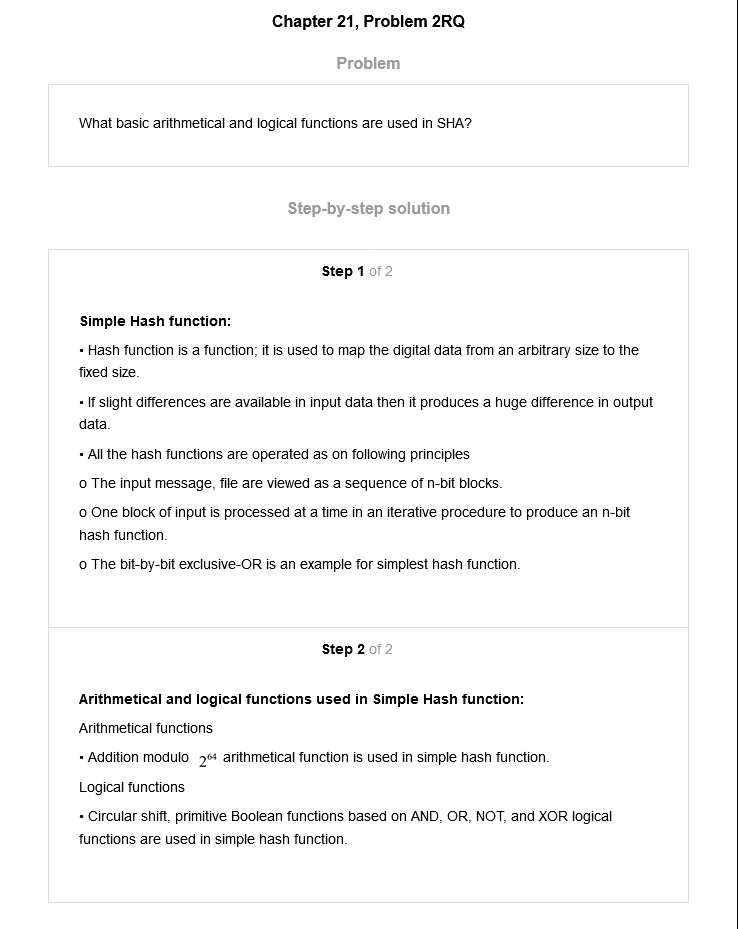 Chapter 21, Problem 2RQ
Problem
What basic arithmetical and logical functions are used in SHA?
Step-by-step solution
Step 1 of 2
Simple Hash function:
• Hash function is a function; it is used to map the digital data from an arbitrary size to the
fixed size.
• If slight differences are available in input data then it produces a huge difference in output
data.
• All the hash functions are operated as on following principles
o The input message, file are viewed as a sequence of n-bit blocks.
o One block of input is processed at a time in an iterative procedure to produce an n-bit
hash function.
o The bit-by-bit exclusive-OR is an example for simplest hash function.
Step 2 of 2
Arithmetical and logical functions used in Simple Hash function:
Arithmetical functions
• Addition modulo 2⁶⁴ arithmetical function is used in simple hash function.
Logical functions
• Circular shift, primitive Boolean functions based on AND, OR, NOT, and XOR logical
functions are used in simple hash function.